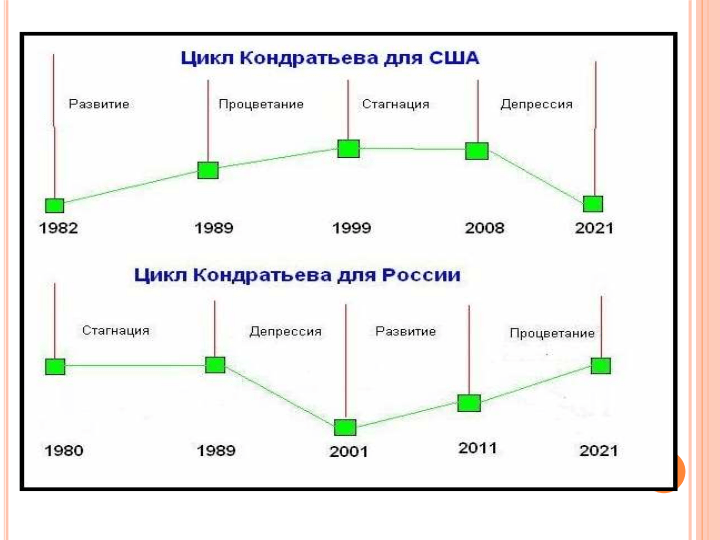 Цикл Кондратьева для США
Развитие Процветание Стагнация Депрессия
1982 1989 1999 2008 2021
Цикл Кондратьева для России
Стагнация Депрессия Развитие Процветание
1980 1989 2001 2011 2021